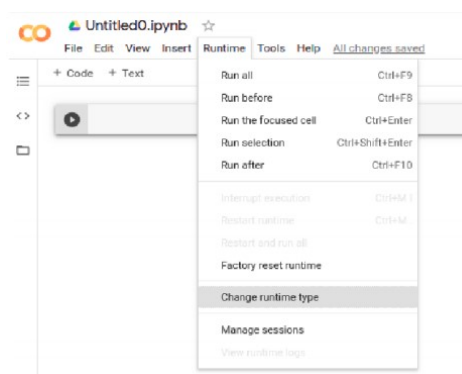 Untitled0.ipynb
File Edit View Insert Runtime Tools Help All changes saved
+ Code + Text
Run all Ctrl+F9
Run before Ctrl+F8
Run the focused cell Ctrl+Enter
Run selection Ctrl+Shift+Enter
Run after Ctrl+F10
Interrupt execution Ctrl+M I
Restart runtime Ctrl+M .
Restart and run all
Factory reset runtime
Change runtime type
Manage sessions
View runtime logs